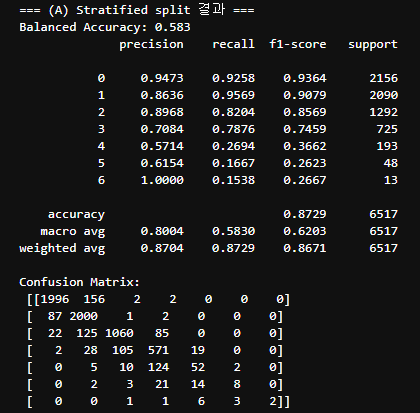 === (A) Stratified split 결과 ===
Balanced Accuracy: 0.583
precision recall f1-score support
0 0.9473 0.9258 0.9364 2156
1 0.8636 0.9569 0.9079 2090
2 0.8968 0.8204 0.8569 1292
3 0.7084 0.7876 0.7459 725
4 0.5714 0.2694 0.3662 193
5 0.6154 0.1667 0.2623 48
6 1.0000 0.1538 0.2667 13
accuracy 0.8729 6517
macro avg 0.8004 0.5830 0.6203 6517
weighted avg 0.8704 0.8729 0.8671 6517
Confusion Matrix:
[[1996 156 2 2 0 0 0]
[ 87 2000 1 2 0 0 0]
[ 22 125 1060 85 0 0 0]
[ 2 28 105 571 19 0 0]
[ 0 5 10 124 52 2 0]
[ 0 2 3 21 14 8 0]
[ 0 0 1 1 6 3 2]]